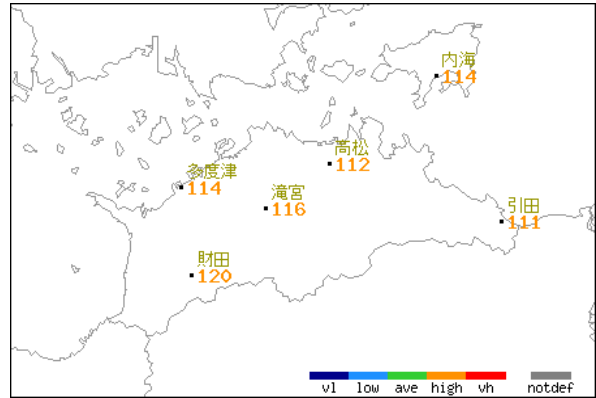 内海
114
高松
112
多度津
114
滝宮
116
引田
111
財田
120
vl low ave high vh notdef